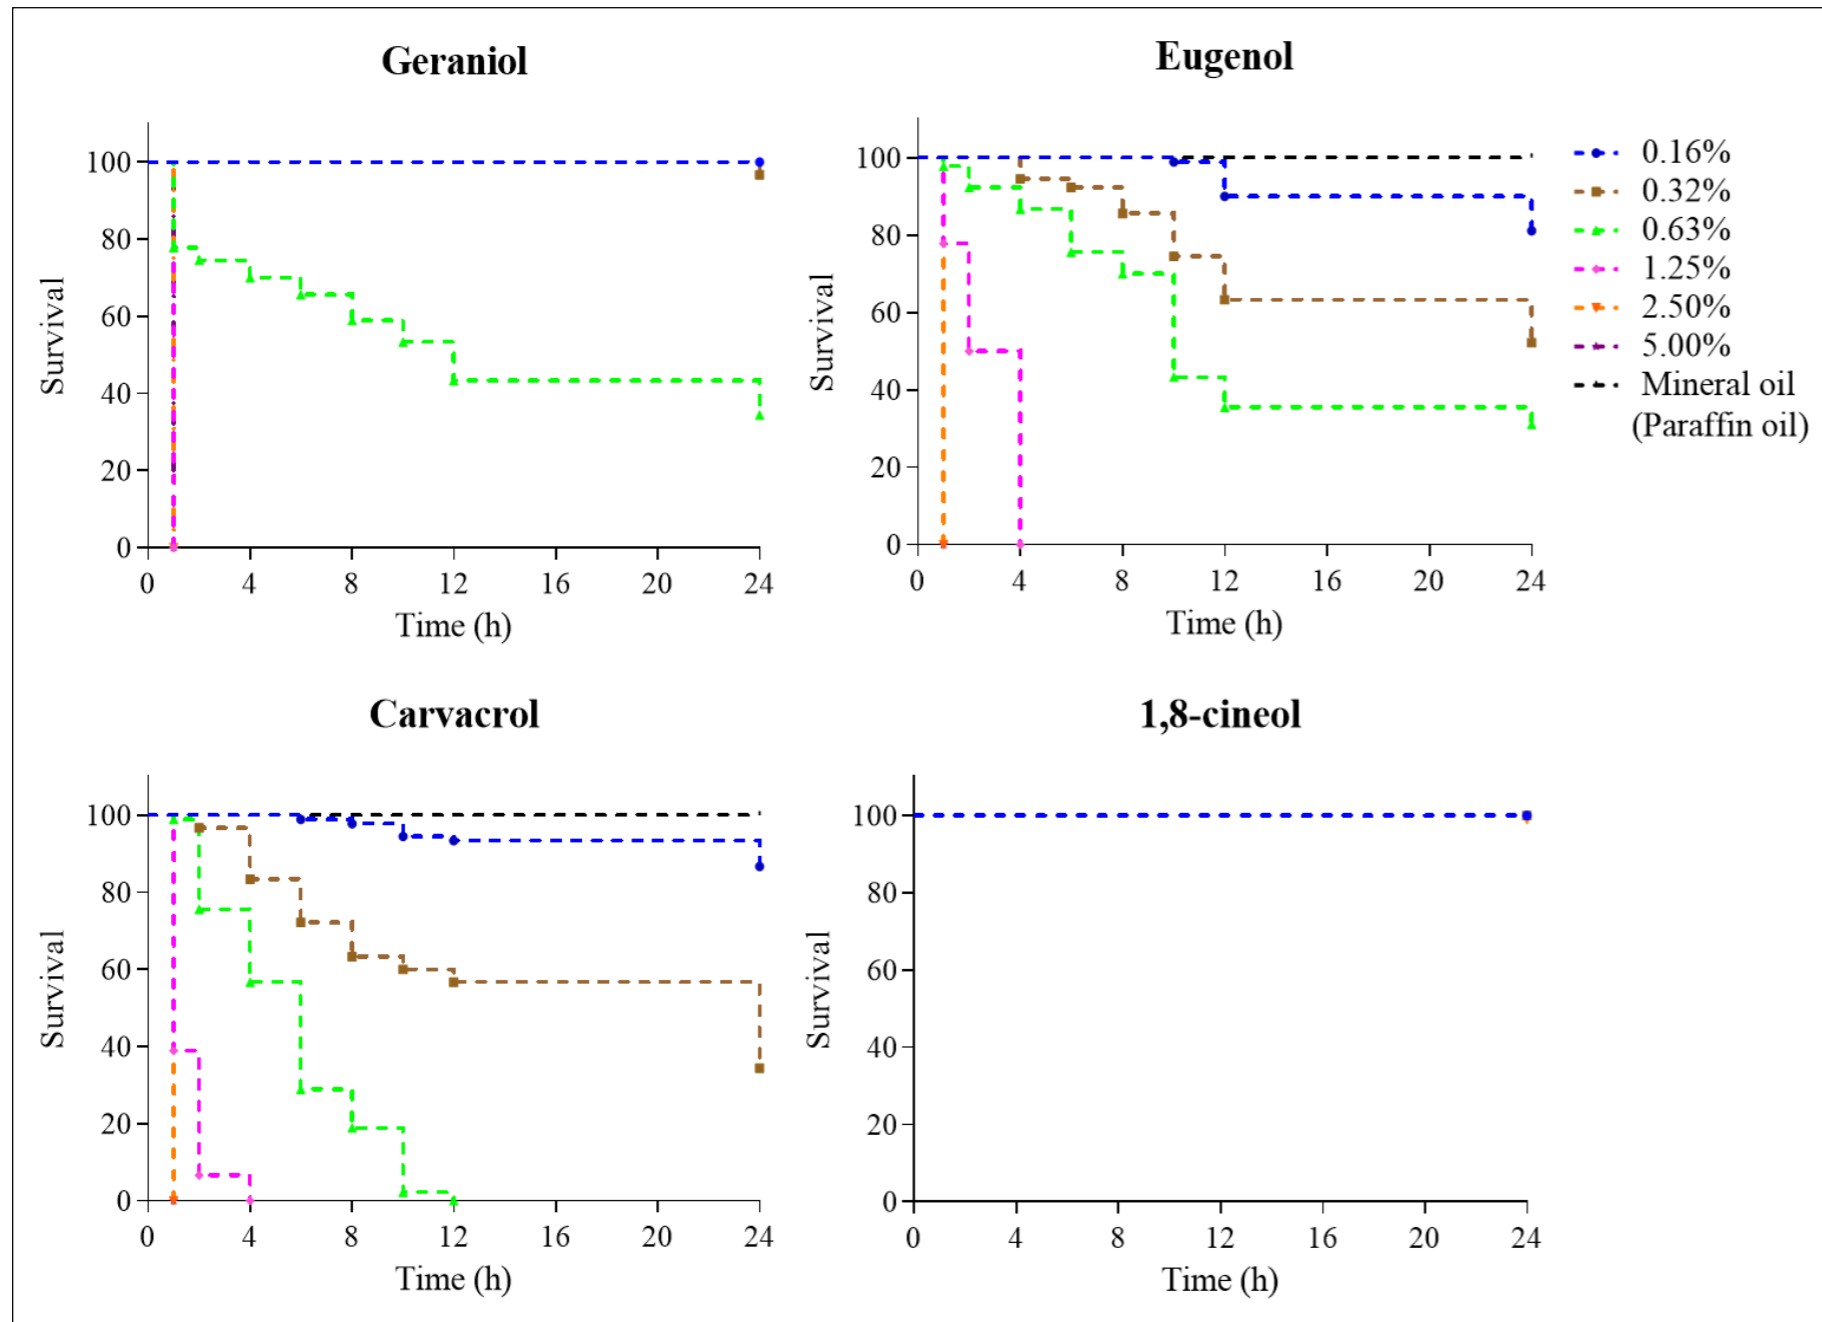 Geraniol
Survival
100
80
60
40
20
0
0 4 8 12 16 20 24
Time (h)
Eugenol
Survival
100
80
60
40
20
0
0 4 8 12 16 20 24
Time (h)
0.16%
0.32%
0.63%
1.25%
2.50%
5.00%
Mineral oil
(Paraffin oil)
Carvacrol
Survival
100
80
60
40
20
0
0 4 8 12 16 20 24
Time (h)
1,8-cineol
Survival
100
80
60
40
20
0
0 4 8 12 16 20 24
Time (h)